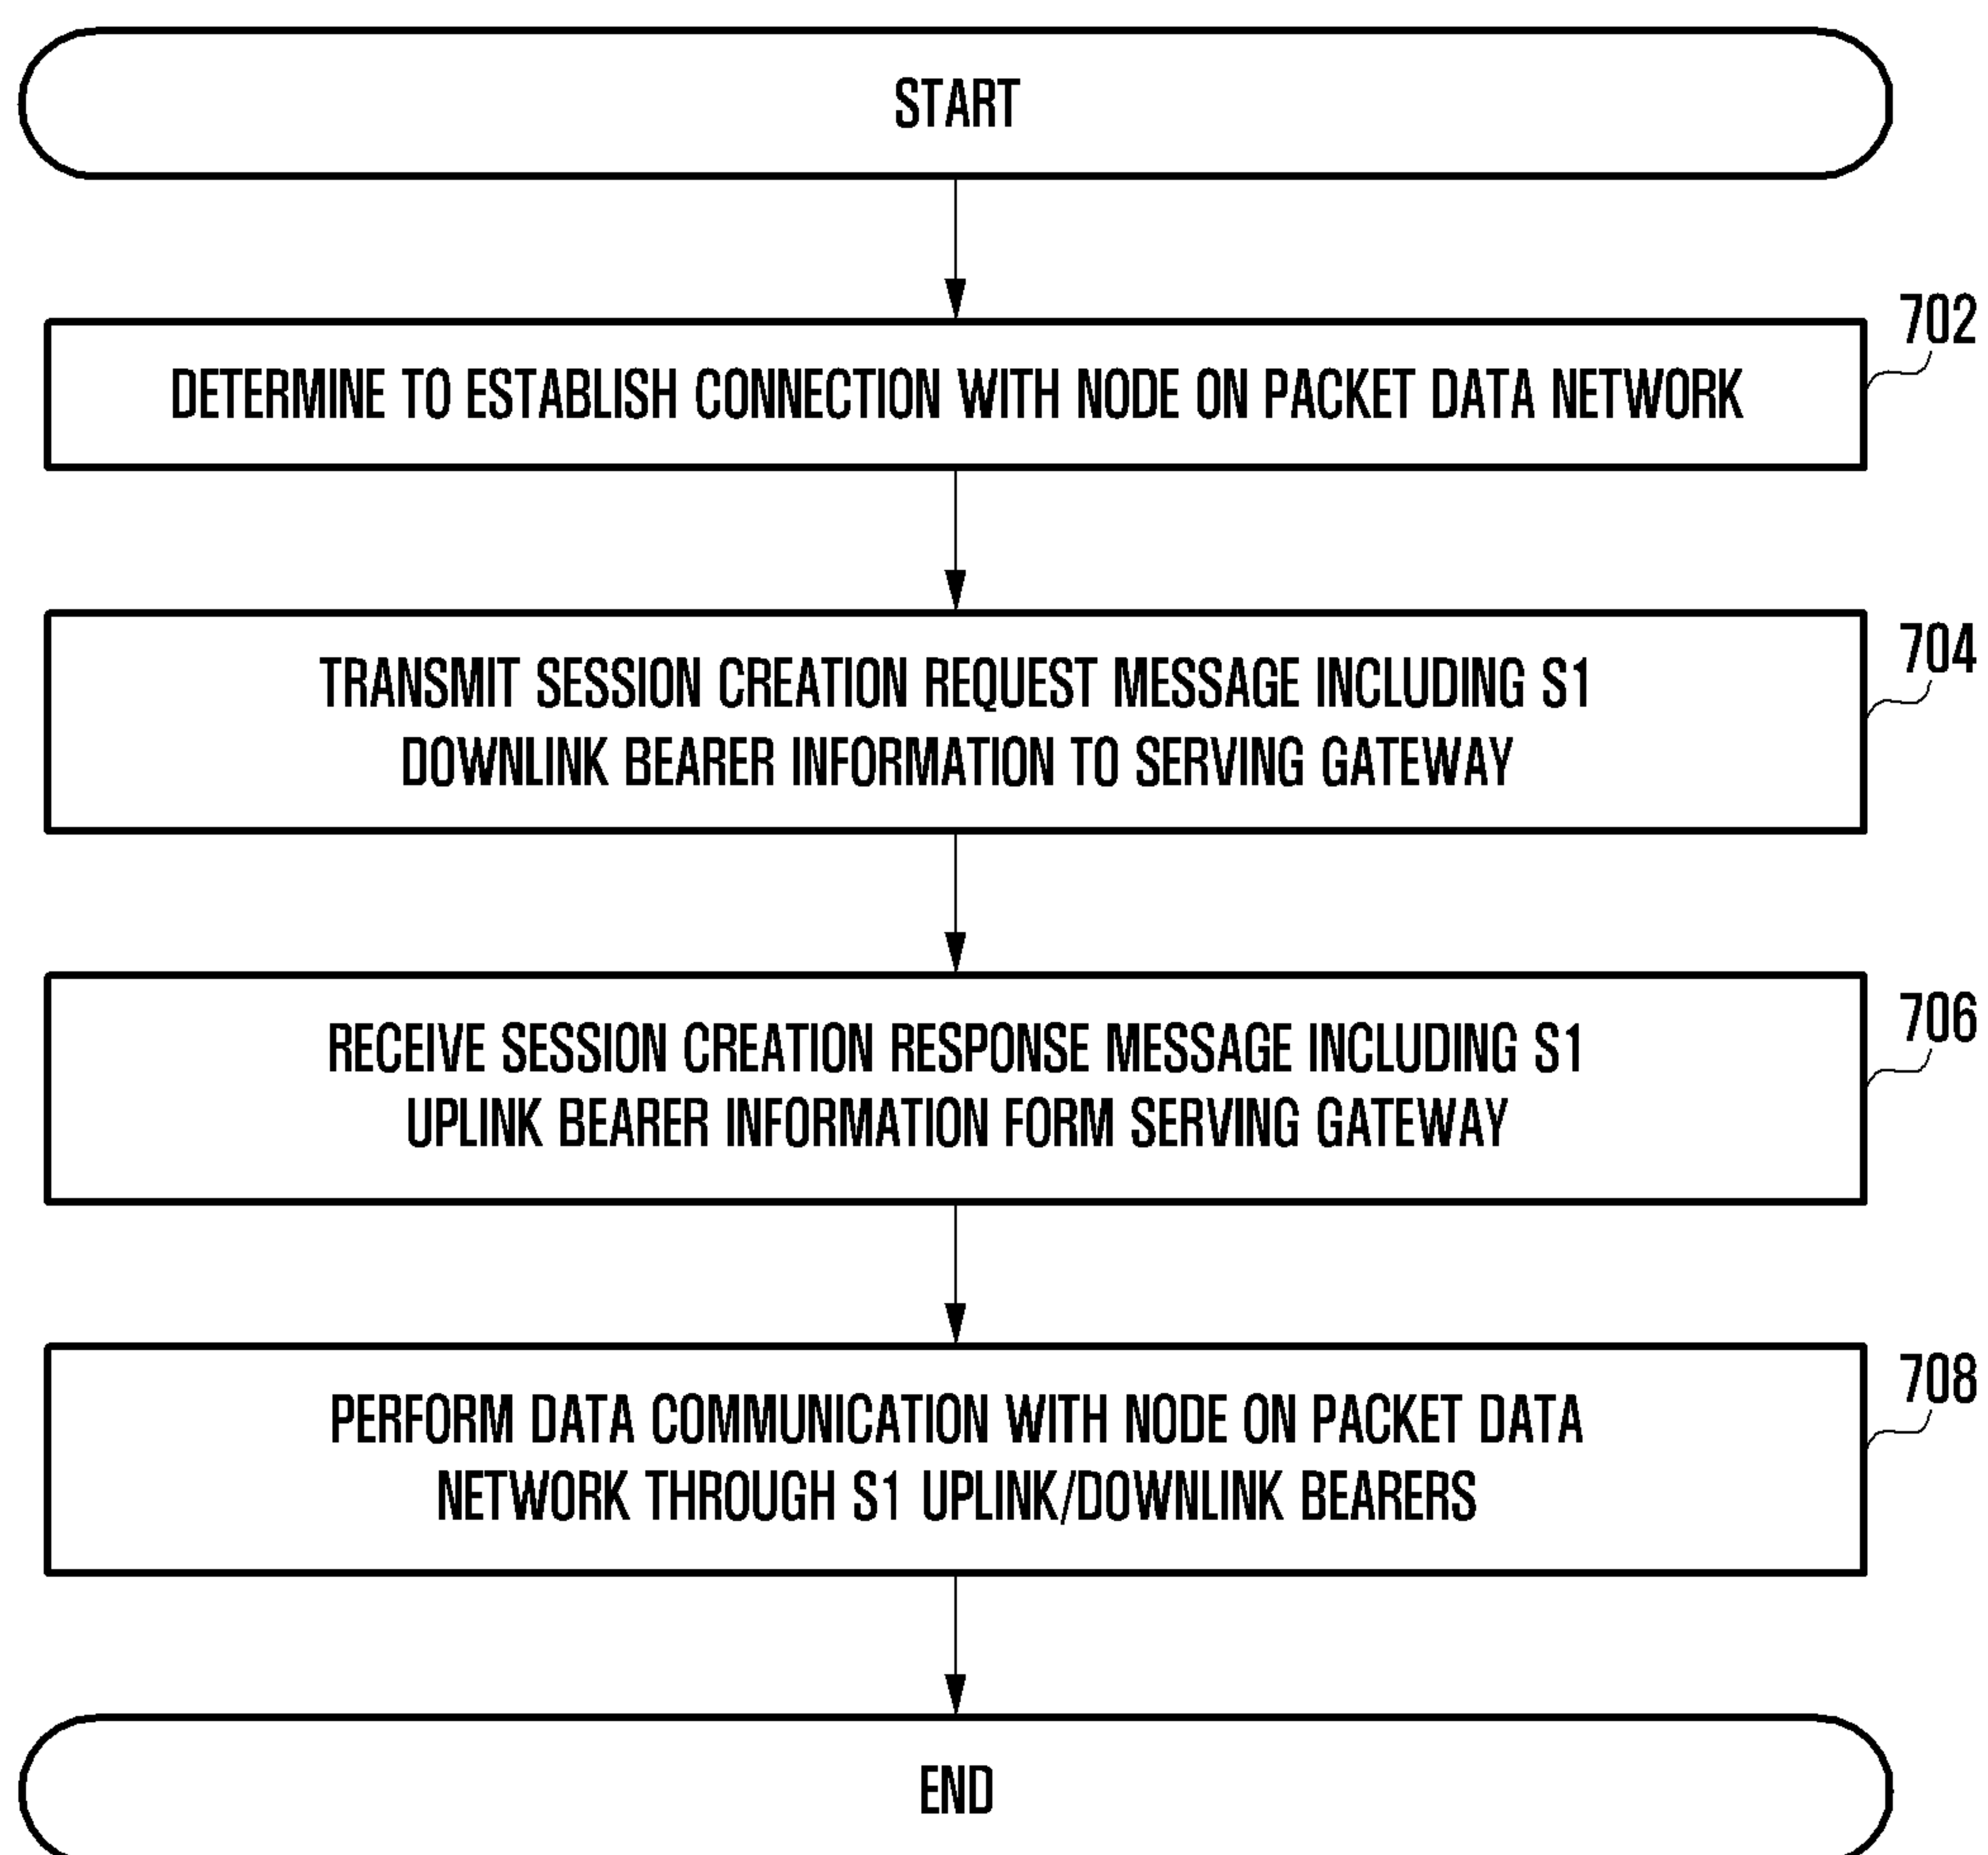 START
702
DETERMINE TO ESTABLISH CONNECTION WITH NODE ON PACKET DATA NETWORK
704
TRANSMIT SESSION CREATION REQUEST MESSAGE INCLUDING S1
DOWNLINK BEARER INFORMATION TO SERVING GATEWAY
706
RECEIVE SESSION CREATION RESPONSE MESSAGE INCLUDING S1
UPLINK BEARER INFORMATION FORM SERVING GATEWAY
708
PERFORM DATA COMMUNICATION WITH NODE ON PACKET DATA
NETWORK THROUGH S1 UPLINK/DOWNLINK BEARERS
END